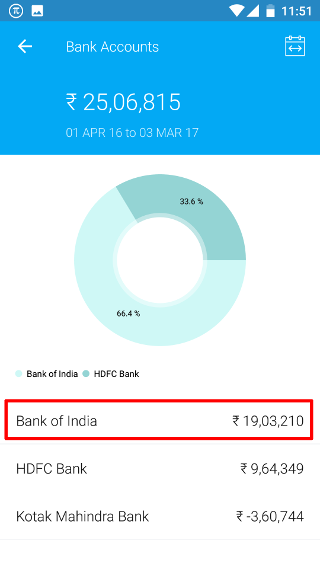 11:51
Bank Accounts
₹ 25,06,815
01 APR 16 to 03 MAR 17
33.6 %
66.4 %
Bank of India HDFC Bank
Bank of India ₹ 19,03,210
HDFC Bank ₹ 9,64,349
Kotak Mahindra Bank ₹ -3,60,744